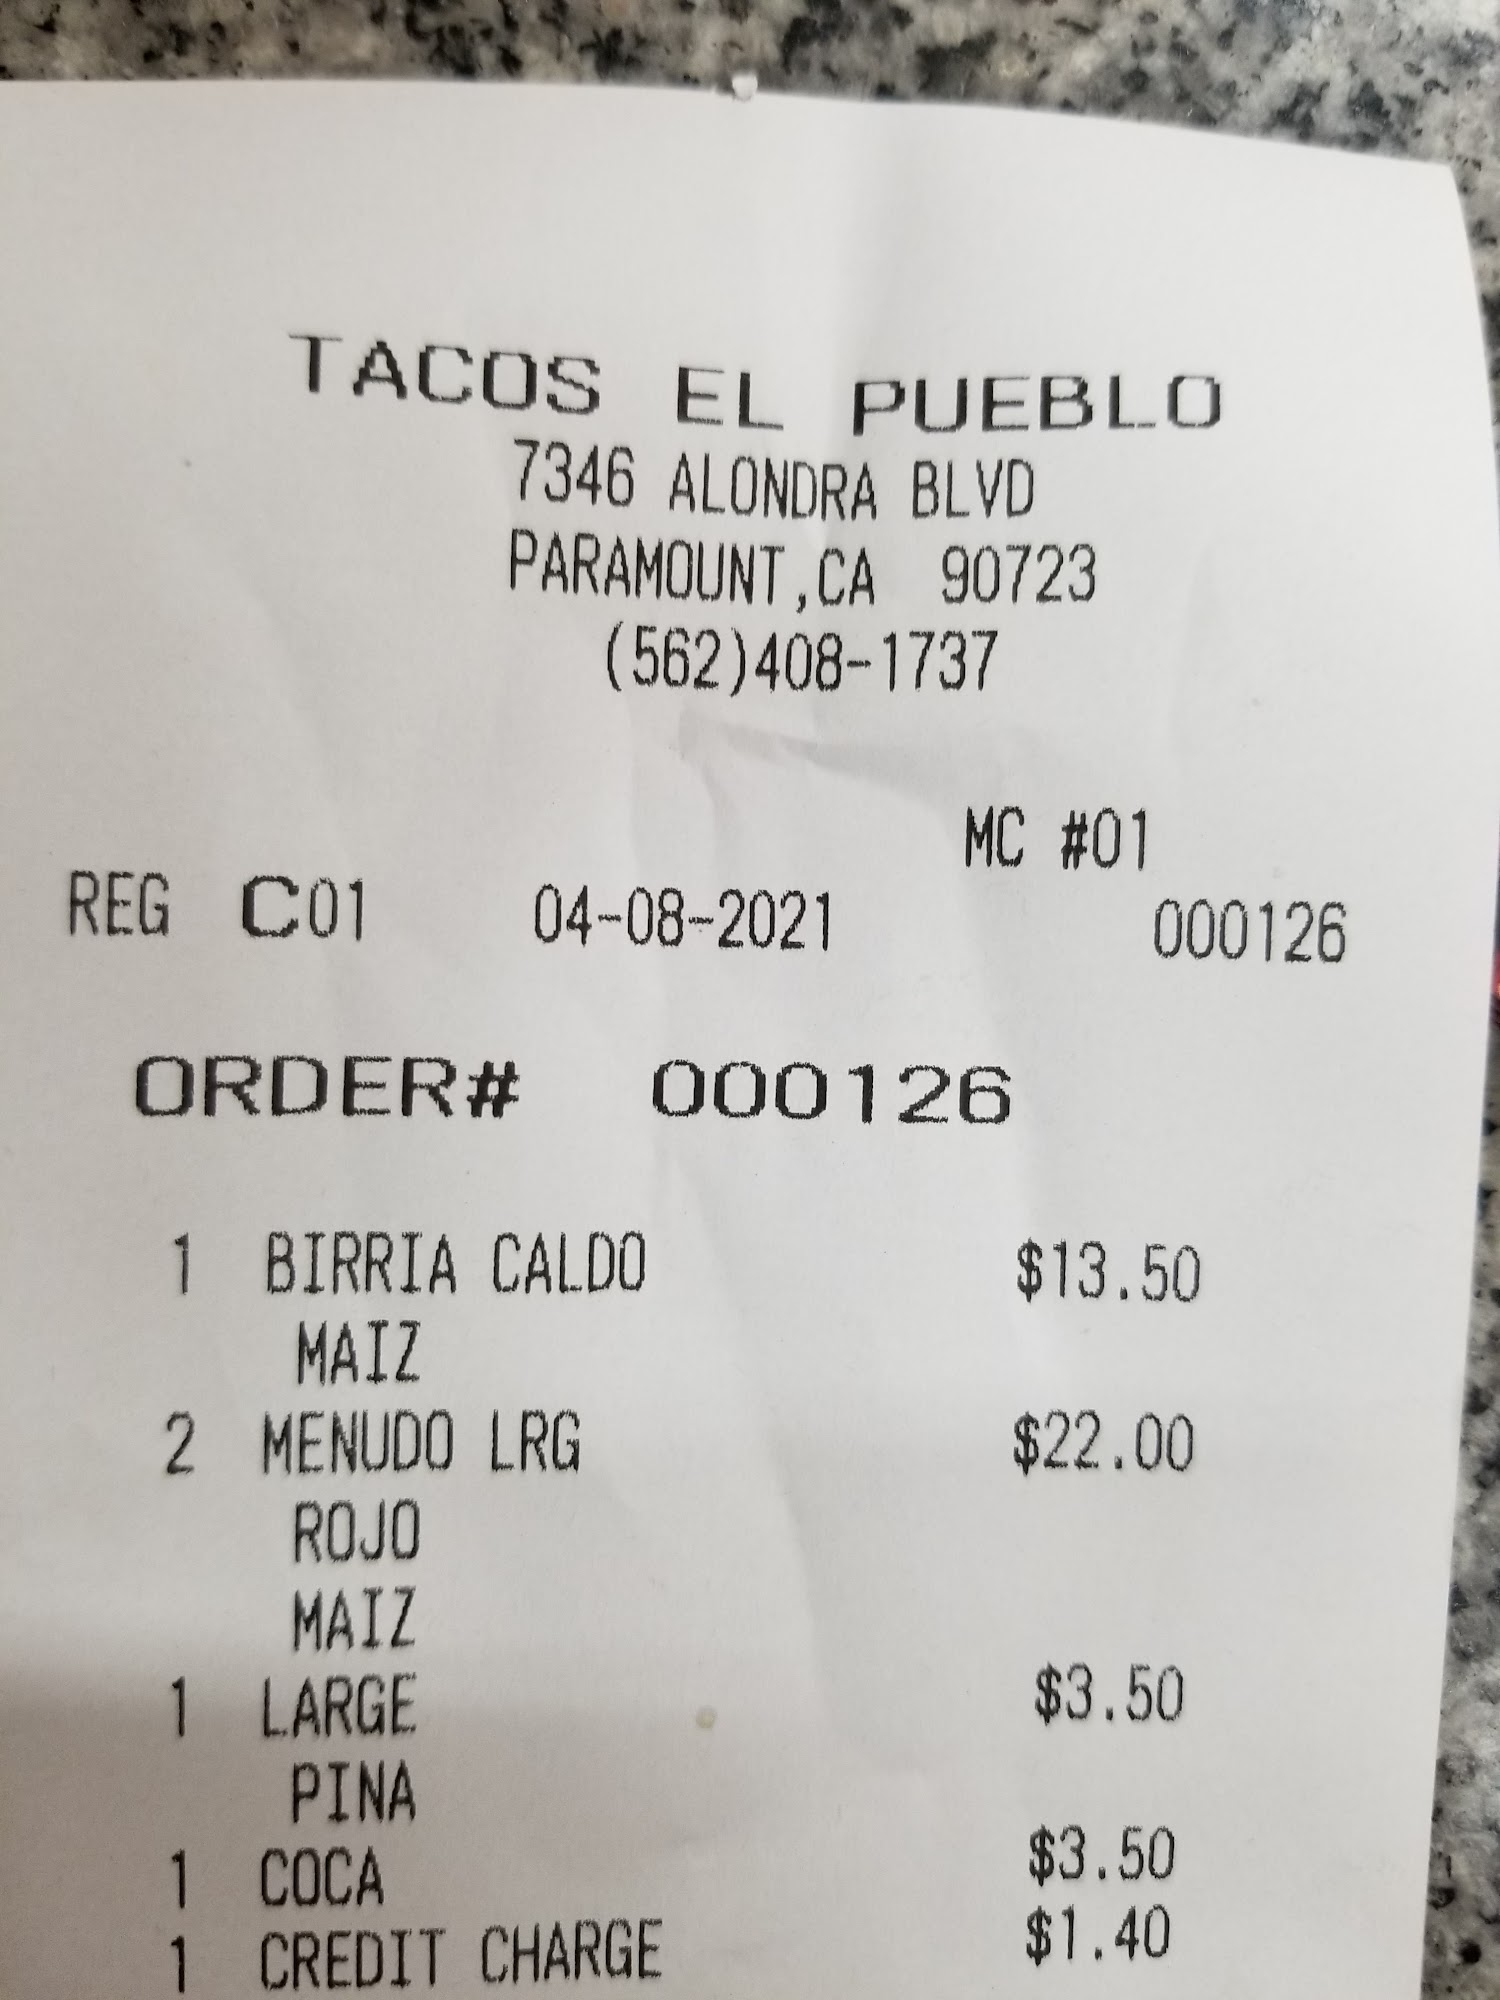 TACOS EL PUEBLO
7346 ALONDRA BLVD
PARAMOUNT,CA 90723
(562)408-1737
MC #01
REG C01 04-08-2021 000126
ORDER# 000126
1 BIRRIA CALDO $13.50
MAIZ
2 MENUDO LRG $22.00
ROJO
MAIZ
1 LARGE $3.50
PINA
1 COCA $3.50
1 CREDIT CHARGE $1.40